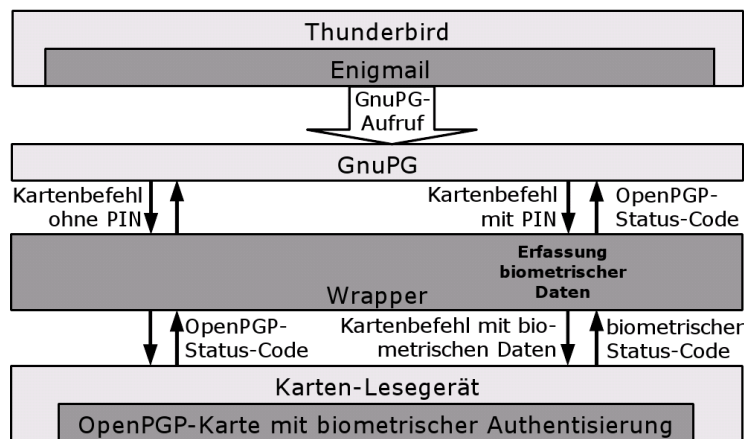 Thunderbird
Enigmail
GnuPG-
Aufruf
GnuPG
Kartenbefehl
ohne PIN
Kartenbefehl
mit PIN
OpenPGP-
Status-Code
Erfassung
biometrischer
Daten
Wrapper
OpenPGP-
Status-Code
Kartenbefehl mit bio-
metrischen Daten
biometrischer
Status-Code
Karten-Lesegerät
OpenPGP-Karte mit biometrischer Authentisierung